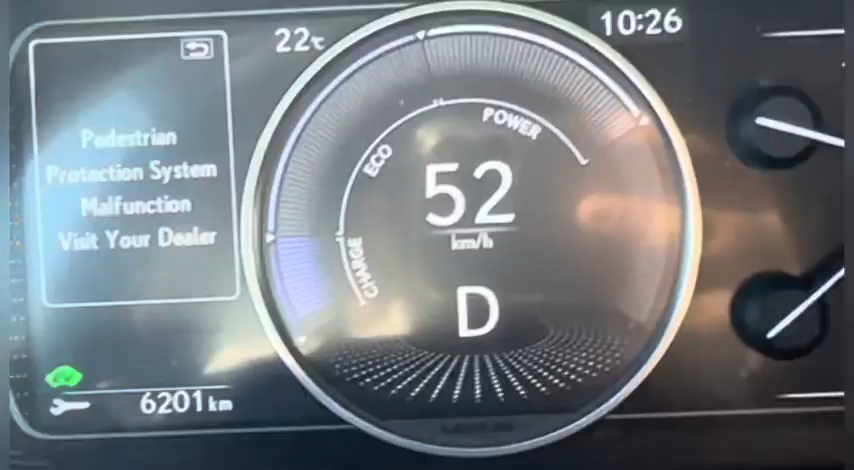 22°C
10:26
Pedestrian
Protection System
Malfunction
Visit Your Dealer
CHARGE
ECO
POWER
52
km/h
D
6201 km